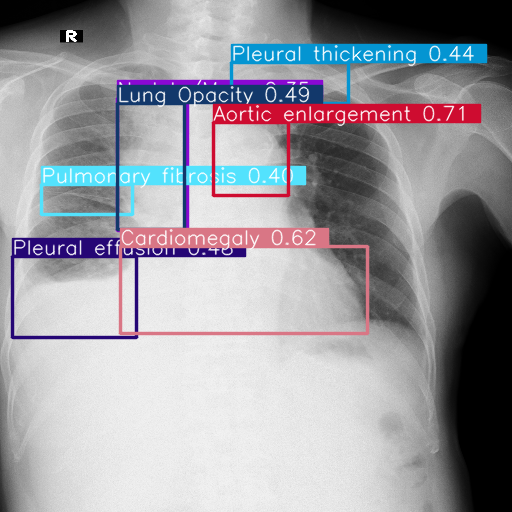 R
Pleural thickening 0.44
Lung Opacity 0.49
Aortic enlargement 0.71
Pulmonary fibrosis 0.40
Cardiomegaly 0.62
Pleural effusion 0.48